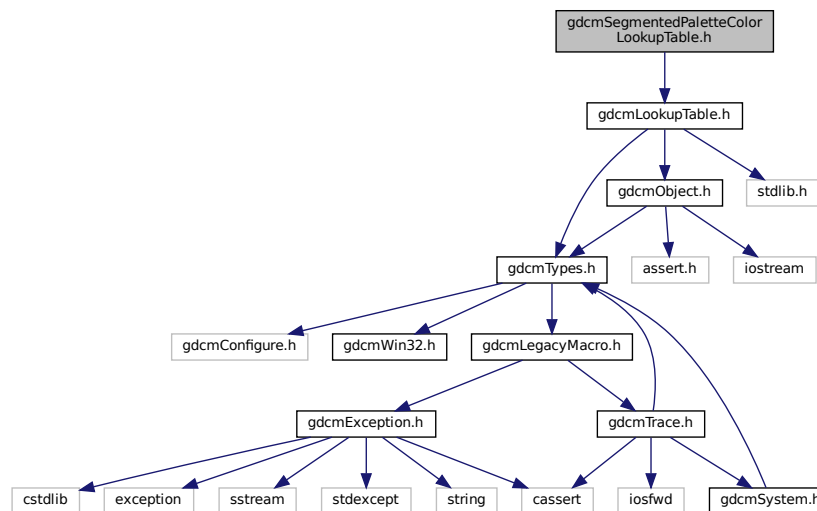 gdcmSegmentedPaletteColor
LookupTable.h
gdcmLookupTable.h
gdcmObject.h
stdlib.h
gdcmTypes.h
assert.h
iostream
gdcmConfigure.h
gdcmWin32.h
gdcmLegacyMacro.h
gdcmException.h
gdcmTrace.h
cstdlib
exception
sstream
stdexcept
string
cassert
iosfwd
gdcmSystem.h